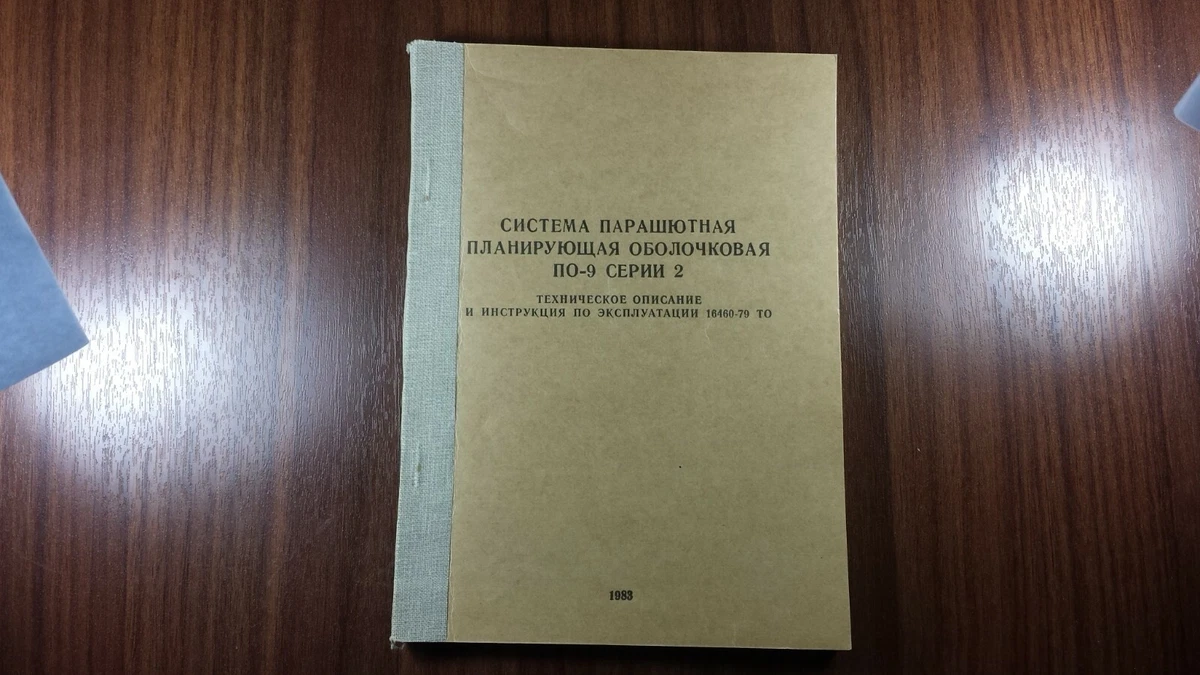 СИСТЕМА ПАРАШЮТНАЯ
ПЛАНИРУЮЩАЯ ОБОЛОЧКОВАЯ
ПО-9 СЕРИИ 2
ТЕХНИЧЕСКОЕ ОПИСАНИЕ
И ИНСТРУКЦИЯ ПО ЭКСПЛУАТАЦИИ 16460-79 ТО
1983